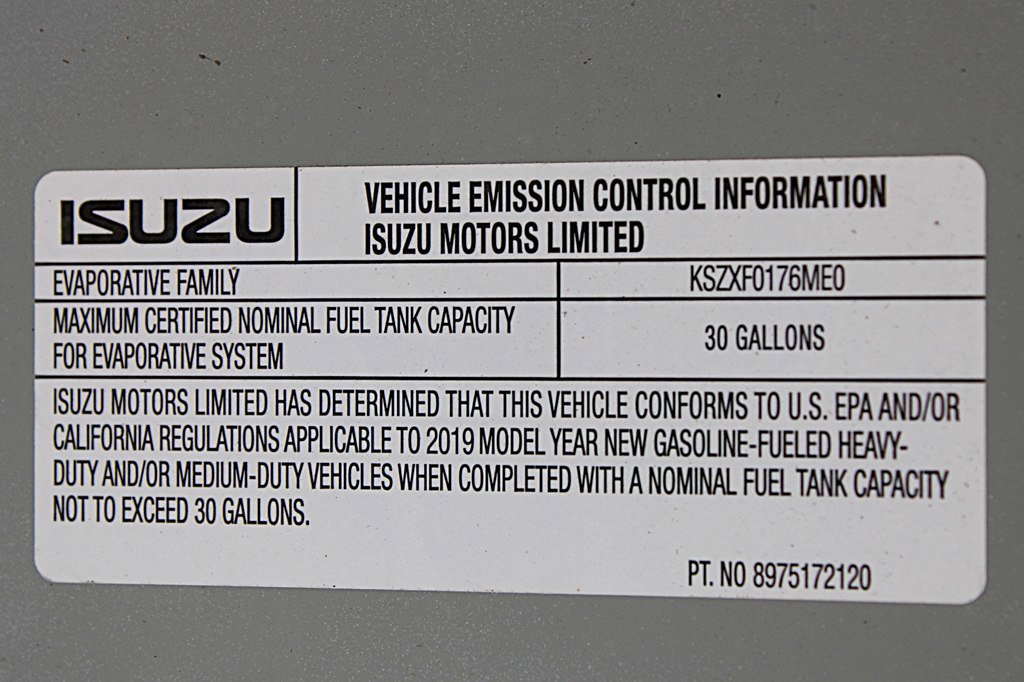 ISUZU
VEHICLE EMISSION CONTROL INFORMATION
ISUZU MOTORS LIMITED
EVAPORATIVE FAMILY
KSZXF0176ME0
MAXIMUM CERTIFIED NOMINAL FUEL TANK CAPACITY
FOR EVAPORATIVE SYSTEM
30 GALLONS
ISUZU MOTORS LIMITED HAS DETERMINED THAT THIS VEHICLE CONFORMS TO U.S. EPA AND/OR
CALIFORNIA REGULATIONS APPLICABLE TO 2019 MODEL YEAR NEW GASOLINE-FUELED HEAVY-
DUTY AND/OR MEDIUM-DUTY VEHICLES WHEN COMPLETED WITH A NOMINAL FUEL TANK CAPACITY
NOT TO EXCEED 30 GALLONS.
PT. NO 8975172120